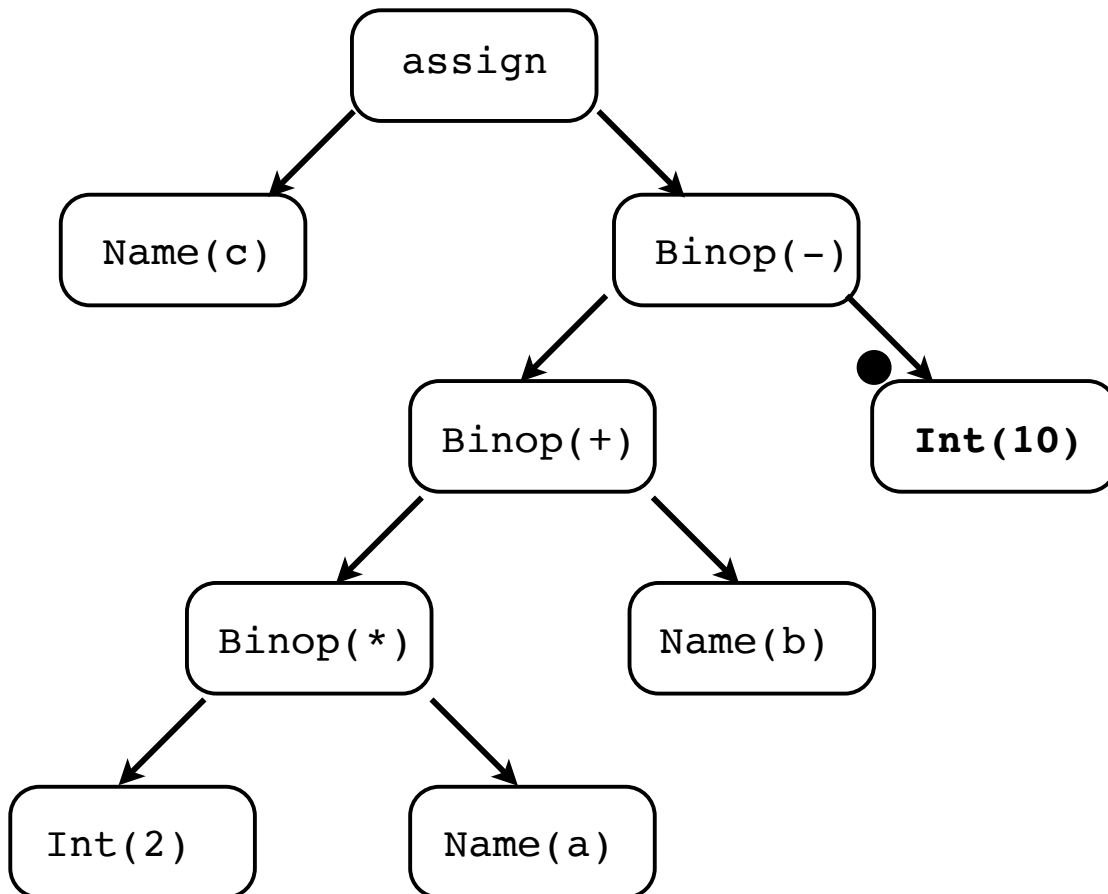 assign
Name(c)
Binop(-)
Binop(+)
Int(10)
Binop(*)
Name(b)
Int(2)
Name(a)